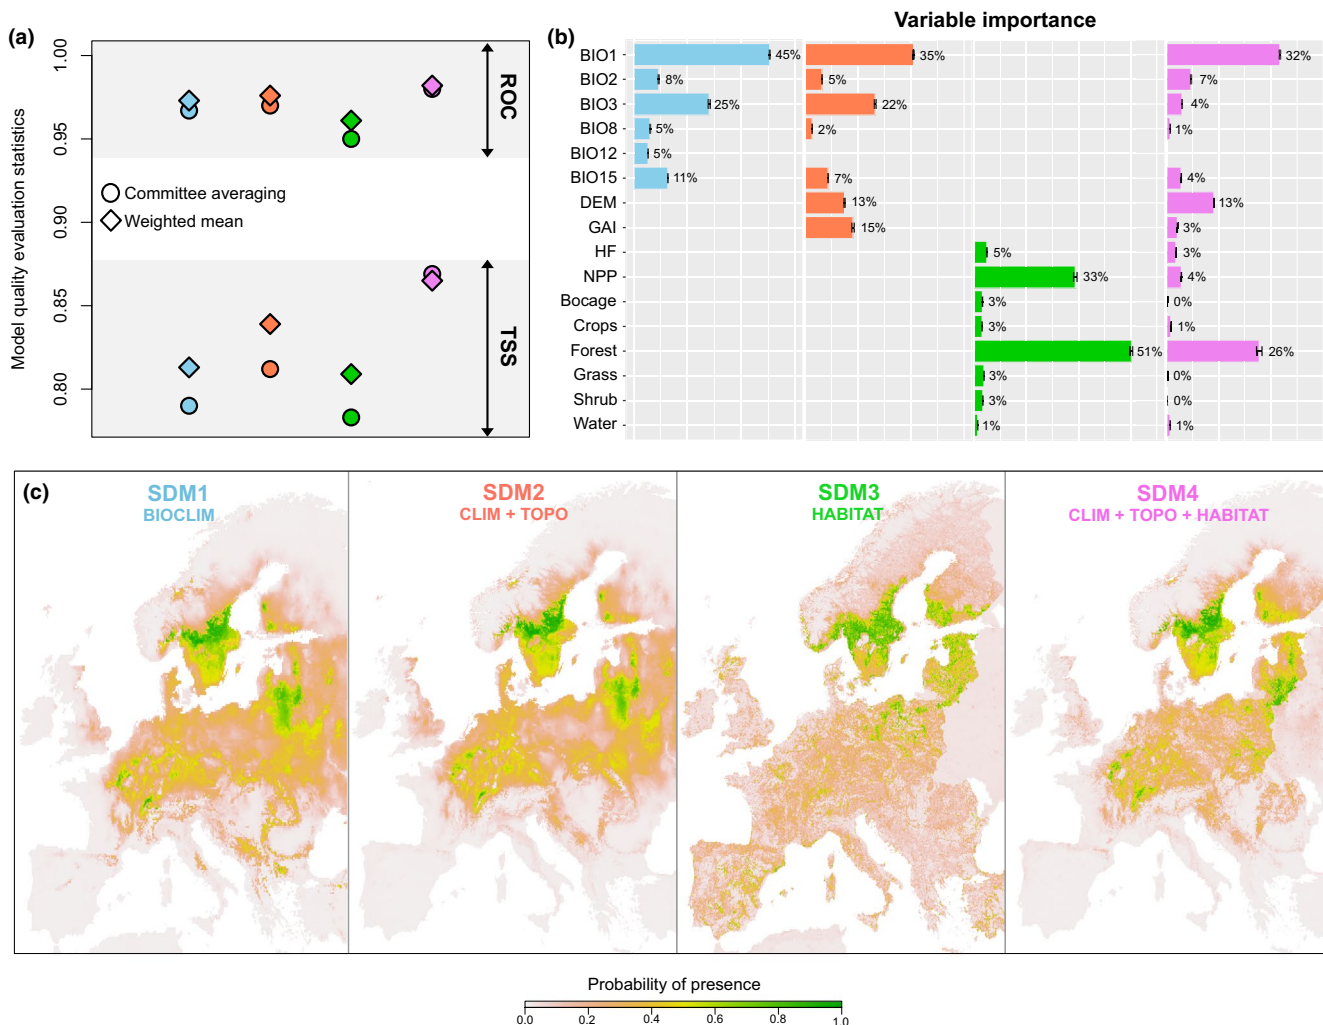 (a)
Model quality evaluation statistics
1.00
0.95
0.90
0.85
0.80
ROC
Committee averaging
Weighted mean
TSS
(b)
Variable importance
BIO1 45% 35% 32%
BIO2 8% 5% 7%
BIO3 25% 22% 4%
BIO8 5% 2% 1%
BIO12 5%
BIO15 11% 7% 4%
DEM 13% 13%
GAI 15% 3%
HF 5% 3%
NPP 33% 4%
Bocage 3% 0%
Crops 3% 1%
Forest 51% 26%
Grass 3% 0%
Shrub 3% 0%
Water 1% 1%
(c)
SDM1
BIOCLIM
SDM2
CLIM + TOPO
SDM3
HABITAT
SDM4
CLIM + TOPO + HABITAT
Probability of presence
0.0 0.2 0.4 0.6 0.8 1.0